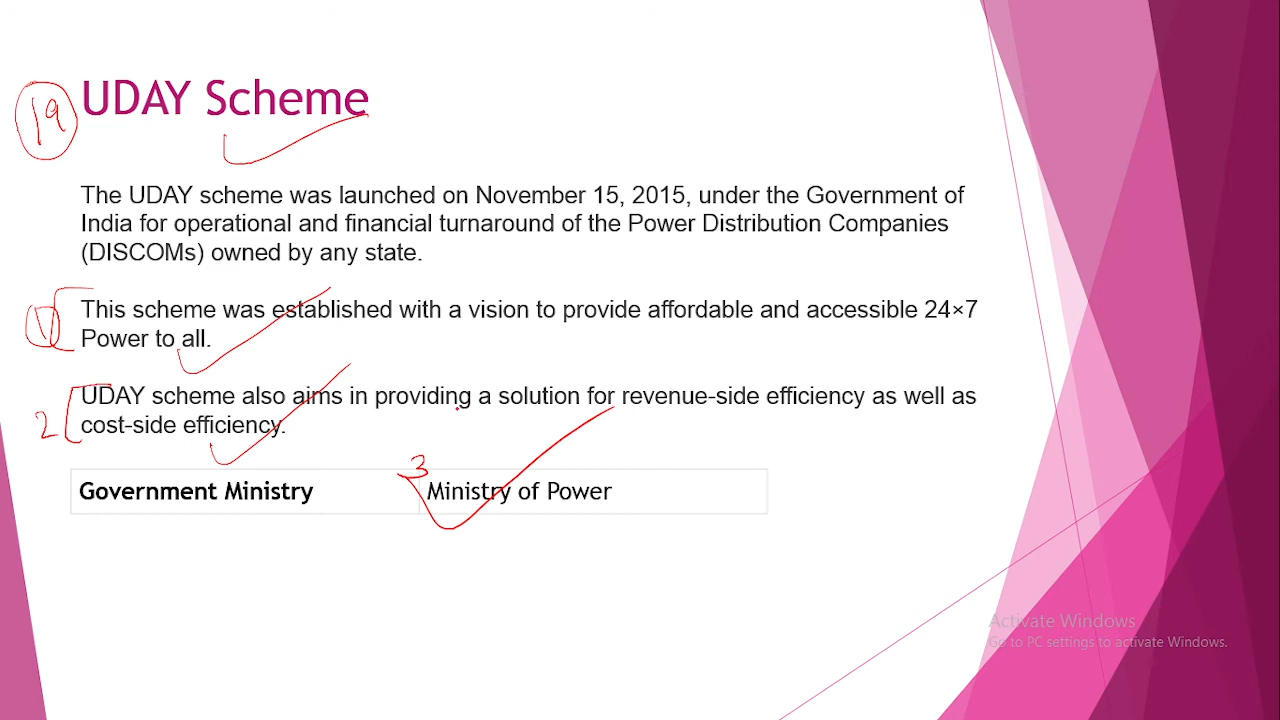 19 UDAY Scheme
The UDAY scheme was launched on November 15, 2015, under the Government of
India for operational and financial turnaround of the Power Distribution Companies
(DISCOMs) owned by any state.
1 This scheme was established with a vision to provide affordable and accessible 24×7
Power to all.
UDAY scheme also aims in providing a solution for revenue-side efficiency as well as
2 cost-side efficiency.
3
Government Ministry Ministry of Power
Activate Windows
Go to PC settings to activate Windows.